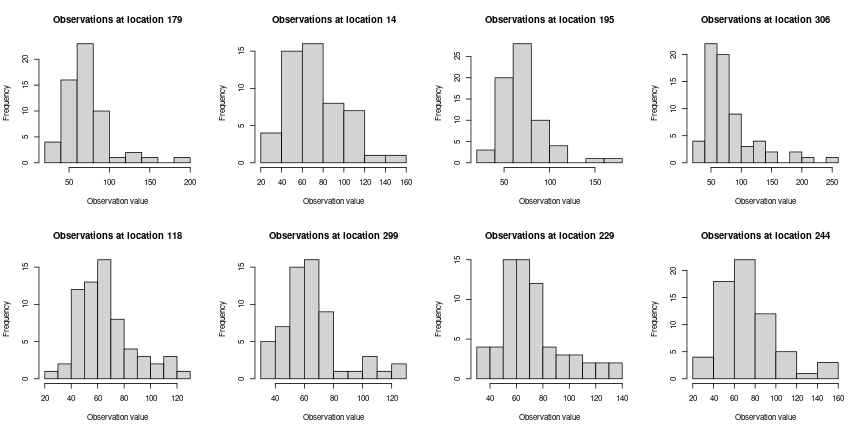 Observations at location 179
Frequency
0 5 10 15 20
50 100 150 200
Observation value
Observations at location 14
Frequency
0 5 10 15
20 40 60 80 100 120 140 160
Observation value
Observations at location 195
Frequency
0 5 10 15 20 25
50 100 150
Observation value
Observations at location 306
Frequency
0 5 10 15 20
50 100 150 200 250
Observation value
Observations at location 118
Frequency
0 5 10 15
20 40 60 80 100 120
Observation value
Observations at location 299
Frequency
0 5 10 15
40 60 80 100 120
Observation value
Observations at location 229
Frequency
0 5 10 15
40 60 80 100 120 140
Observation value
Observations at location 244
Frequency
0 5 10 15 20
20 40 60 80 100 120 140 160
Observation value